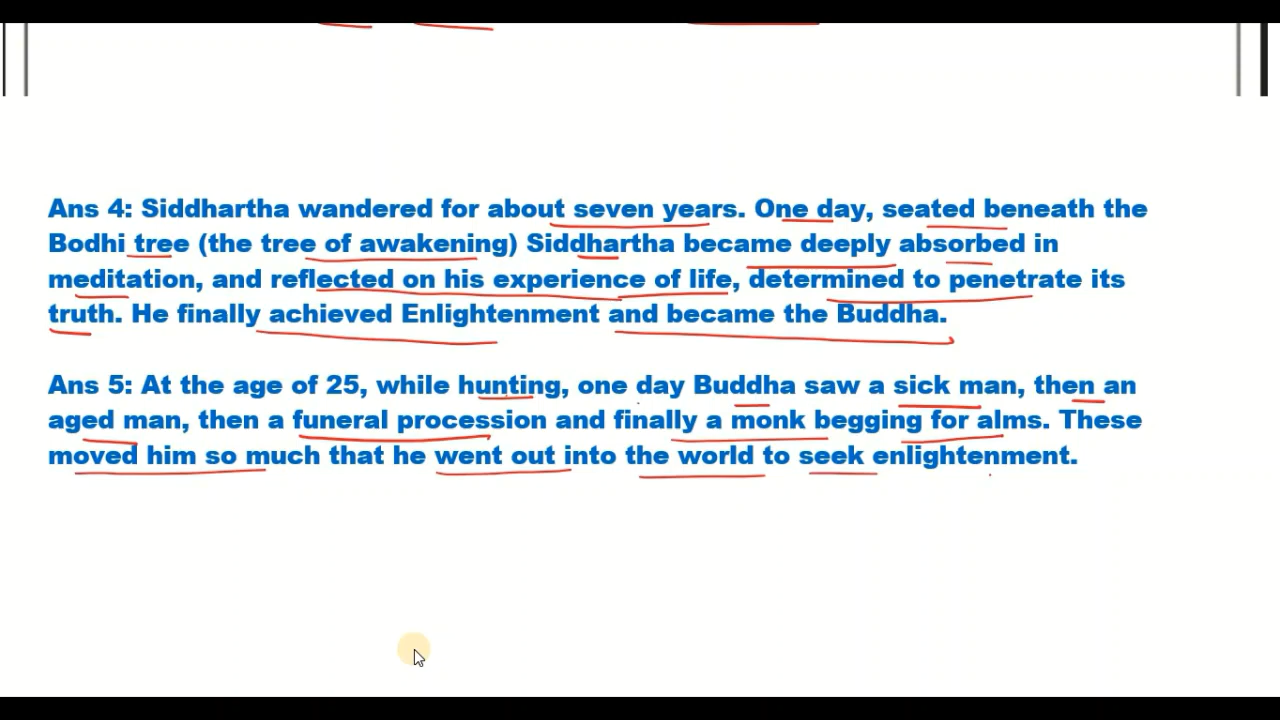 Ans 4: Siddhartha wandered for about seven years. One day, seated beneath the
Bodhi tree (the tree of awakening) Siddhartha became deeply absorbed in
meditation, and reflected on his experience of life, determined to penetrate its
truth. He finally achieved Enlightenment and became the Buddha.
Ans 5: At the age of 25, while hunting, one day Buddha saw a sick man, then an
aged man, then a funeral procession and finally a monk begging for alms. These
moved him so much that he went out into the world to seek enlightenment.